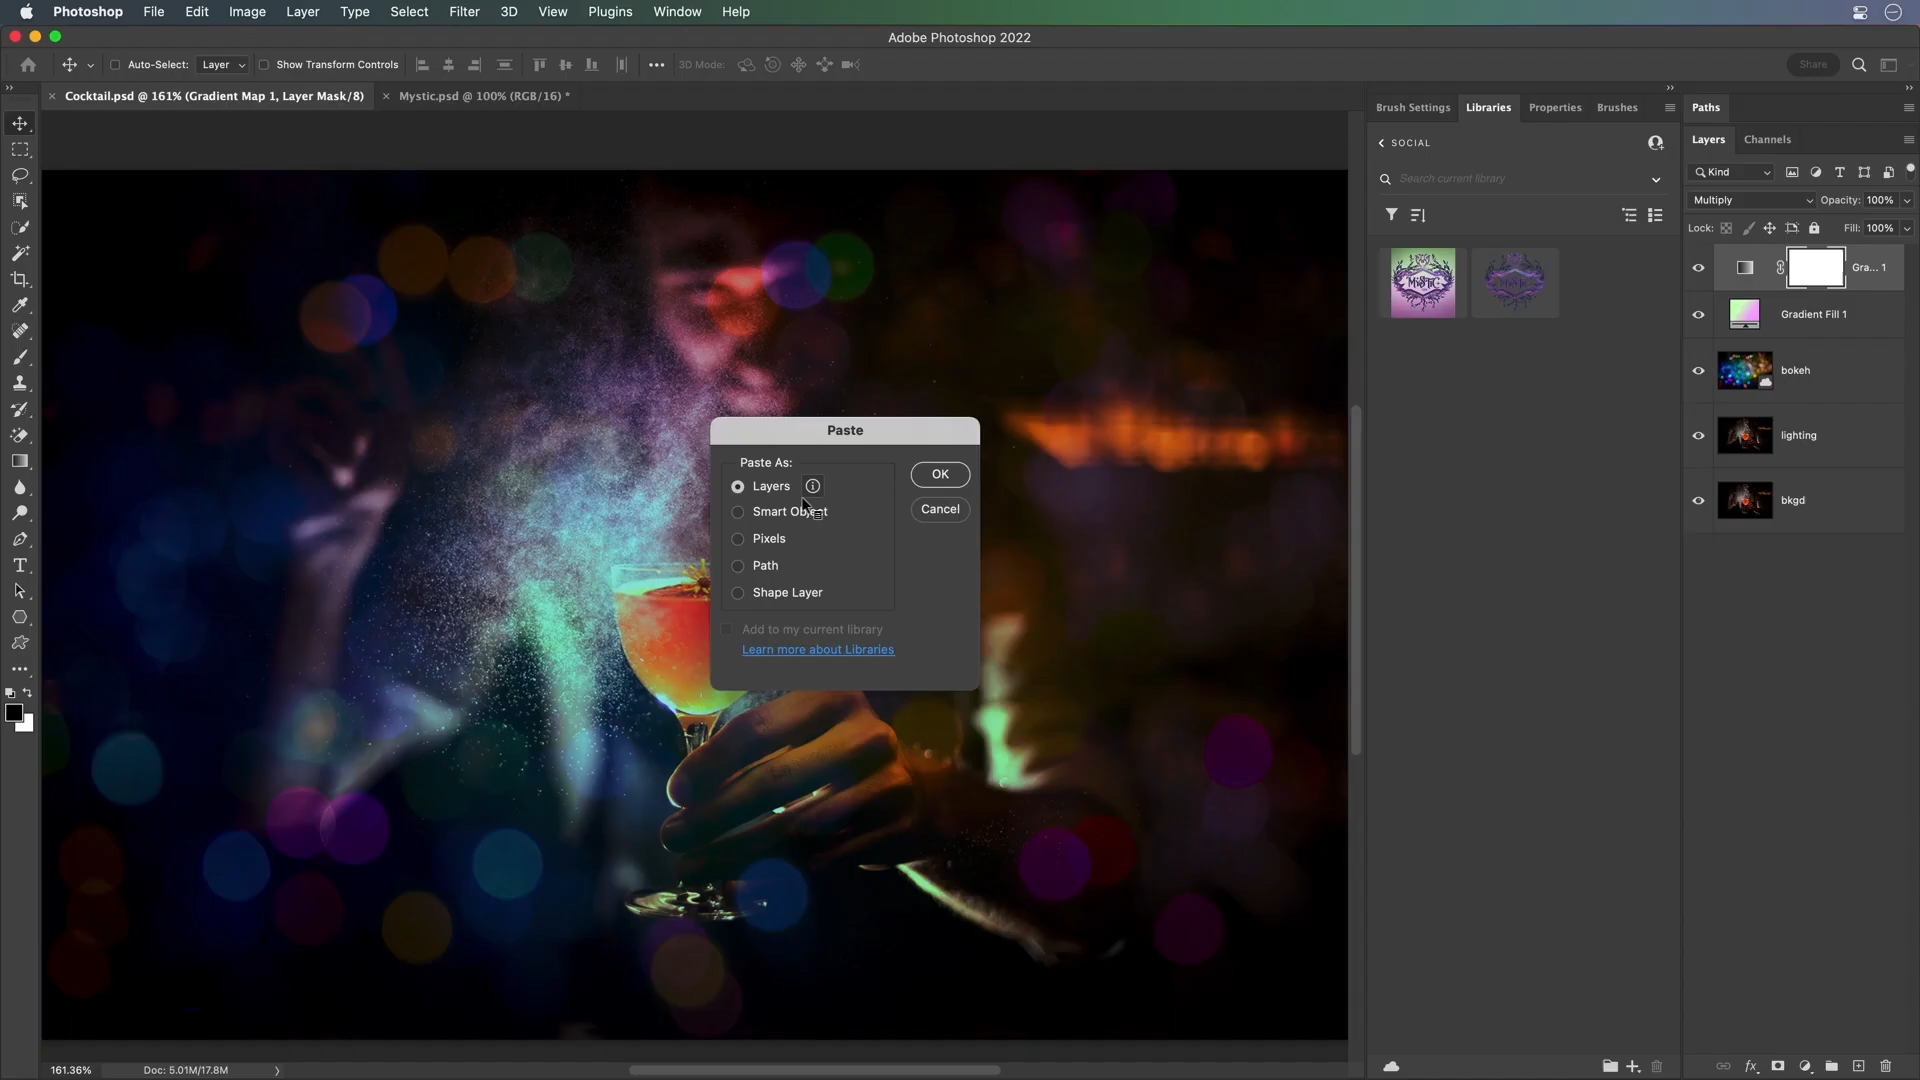 Photoshop File Edit Image Layer Type Select Filter 3D View Plugins Window Help
Adobe Photoshop 2022
Auto-Select: Layer Show Transform Controls 3D Mode: Share
Cocktail.psd @ 161% (Gradient Map 1, Layer Mask/8) Mystic.psd @ 100% (RGB/16) *
Brush Settings Libraries Properties Brushes
Paths
SOCIAL
Layers Channels
Search current library
Kind
Multiply Opacity: 100%
Lock: Fill: 100%
MYSTIC MYSTIC
Gra... 1
Gradient Fill 1
bokeh
lighting
bkgd
Paste
Paste As:
Layers
Smart Object
Pixels
Path
Shape Layer
OK
Cancel
Add to my current library
Learn more about Libraries
161.36% Doc: 5.01M/17.8M